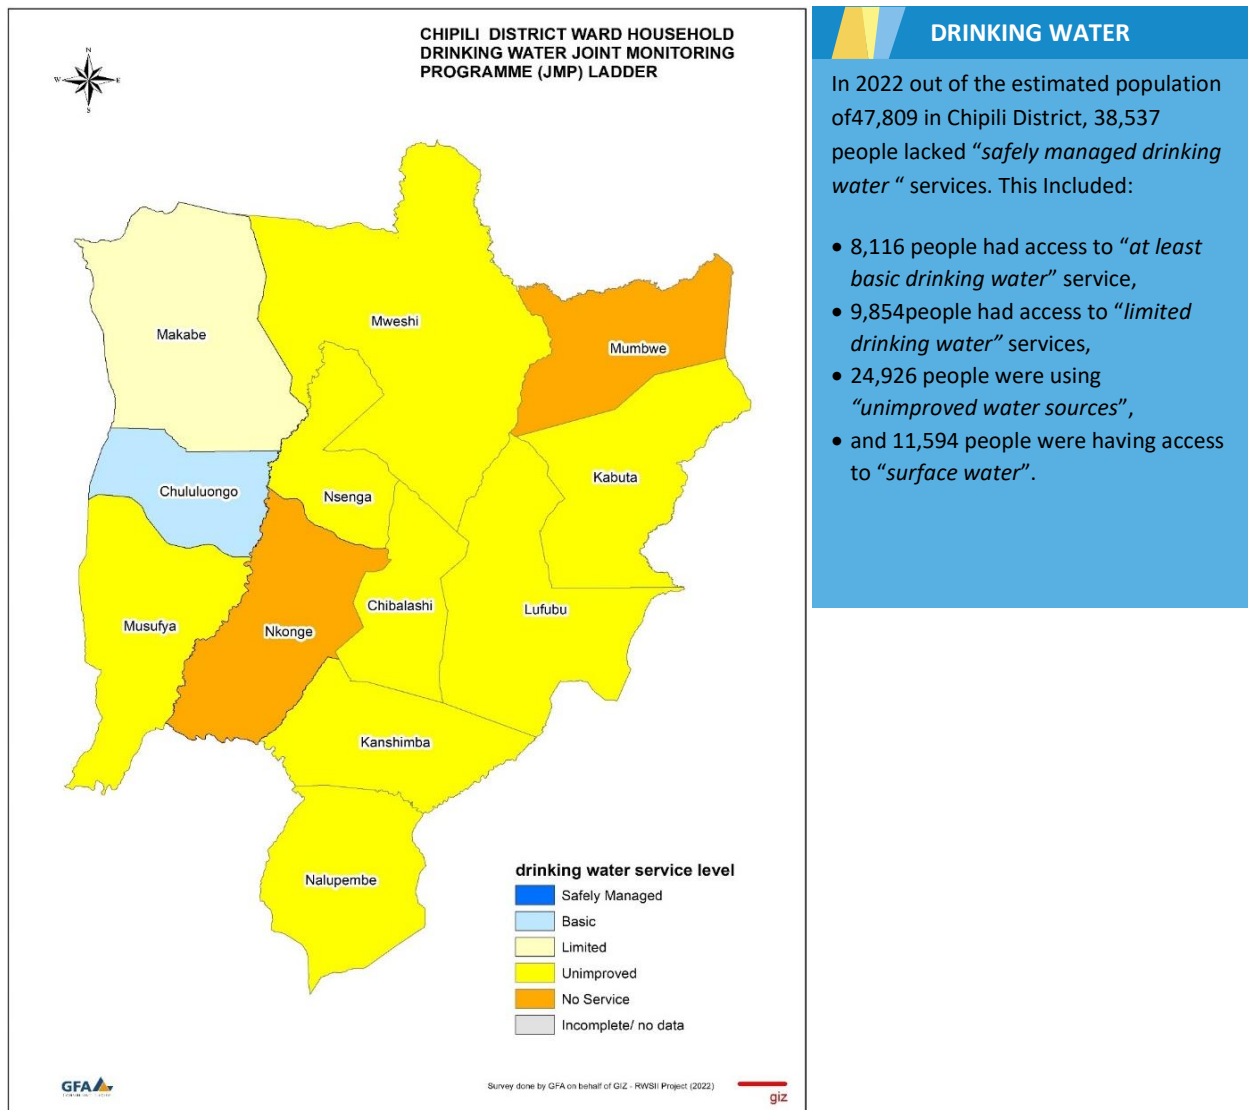 CHIPILI DISTRICT WARD HOUSEHOLD
DRINKING WATER JOINT MONITORING
PROGRAMME (JMP) LADDER
N
W
E
S
Makabe
Mweshi
Mumbwe
Chululuongo
Nsenga
Kabuta
Musufya
Nkonge
Chibalashi
Lufubu
Kanshimba
Nalupembe
drinking water service level
Safely Managed
Basic
Limited
Unimproved
No Service
Incomplete/ no data
GFA
Survey done by GFA on behalf of GIZ - RWSII Project (2022)
giz
DRINKING WATER
In 2022 out of the estimated population
of47,809 in Chipili District, 38,537
people lacked “safely managed drinking
water “ services. This Included:
• 8,116 people had access to “at least
basic drinking water” service,
• 9,854people had access to “limited
drinking water” services,
• 24,926 people were using
“unimproved water sources”,
• and 11,594 people were having access
to “surface water”.